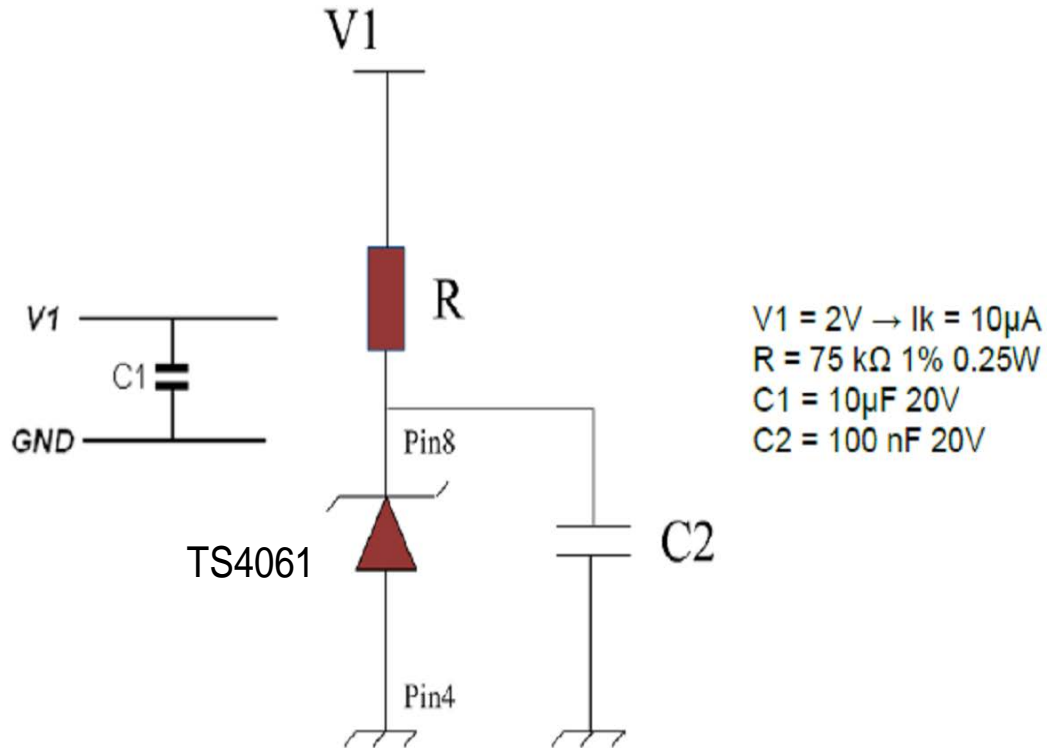 V1
R
V1
C1
GND
Pin8
TS4061
C2
Pin4
V1 = 2V → Ik = 10µA
R = 75 kΩ 1% 0.25W
C1 = 10µF 20V
C2 = 100 nF 20V